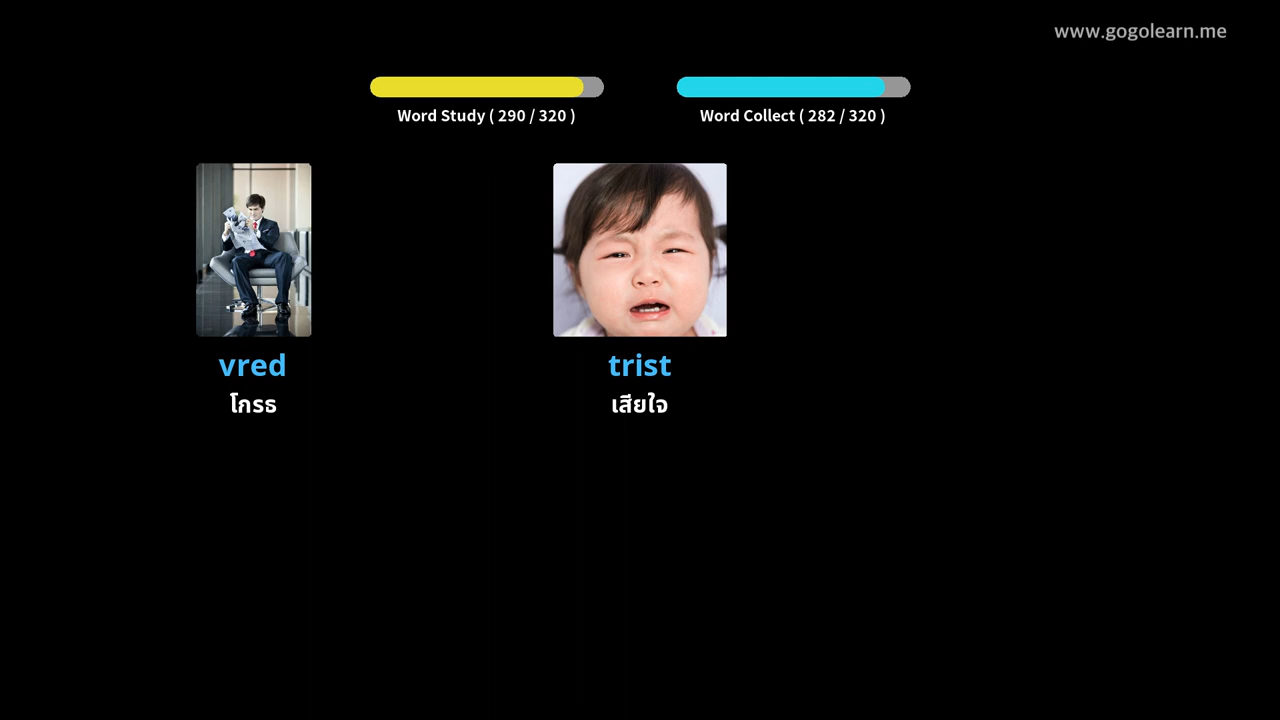 www.gogolearn.me
Word Study ( 290 / 320 )
Word Collect ( 282 / 320 )
vred
trist
โกรธ
เสียใจ